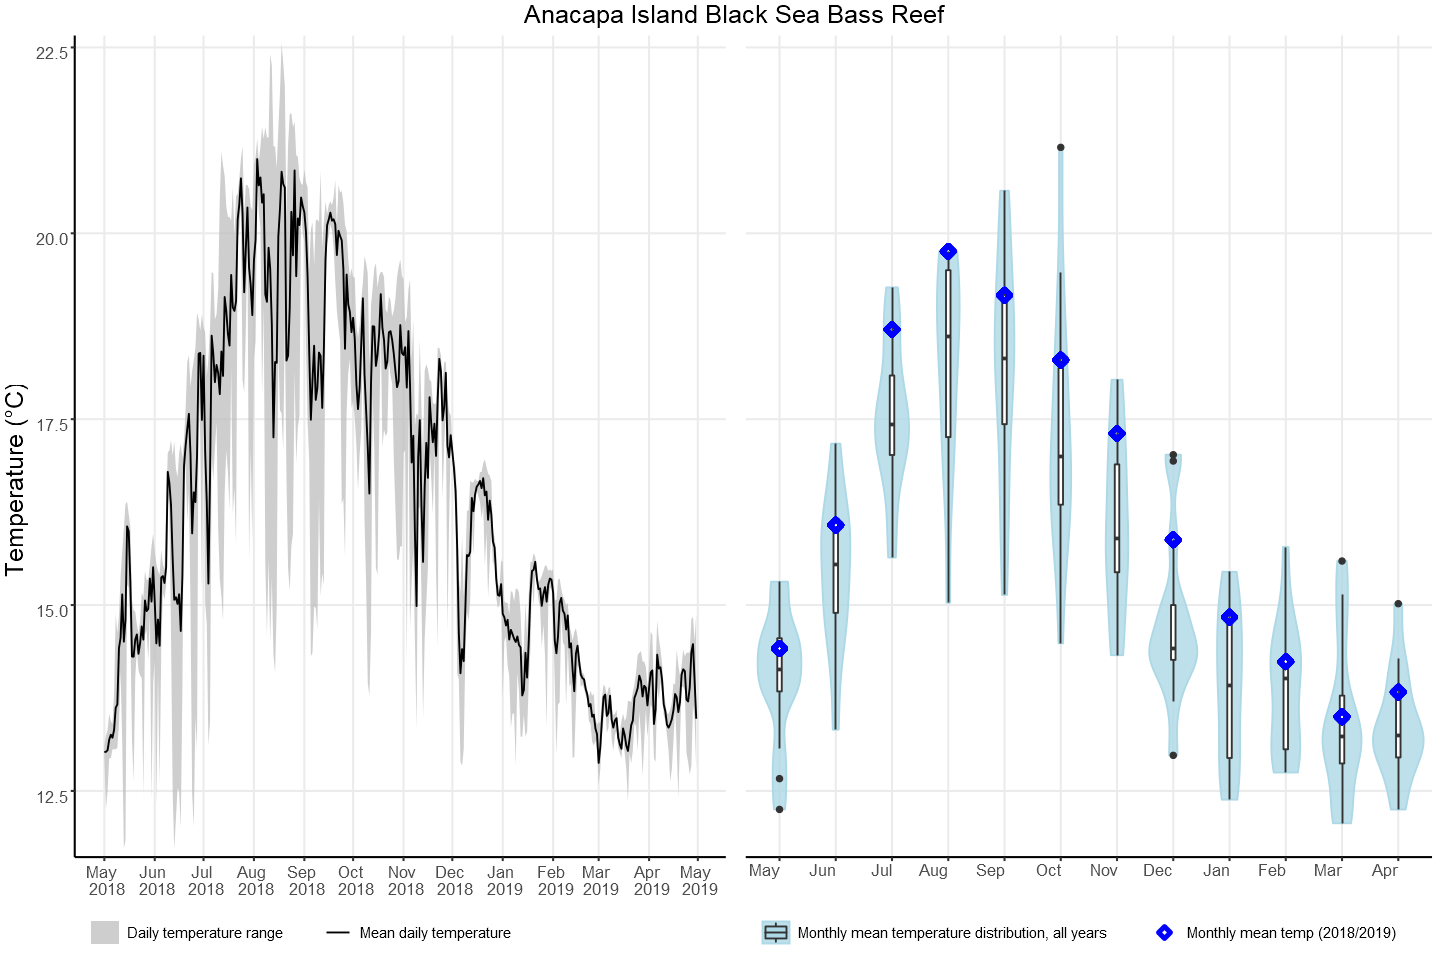 Anacapa Island Black Sea Bass Reef
Temperature (°C)
22.5
20.0
17.5
15.0
12.5
May Jun Jul Aug Sep Oct Nov Dec Jan Feb Mar Apr May
2018 2018 2018 2018 2018 2018 2018 2018 2019 2019 2019 2019 2019
May Jun Jul Aug Sep Oct Nov Dec Jan Feb Mar Apr
Daily temperature range Mean daily temperature
Monthly mean temperature distribution, all years Monthly mean temp (2018/2019)